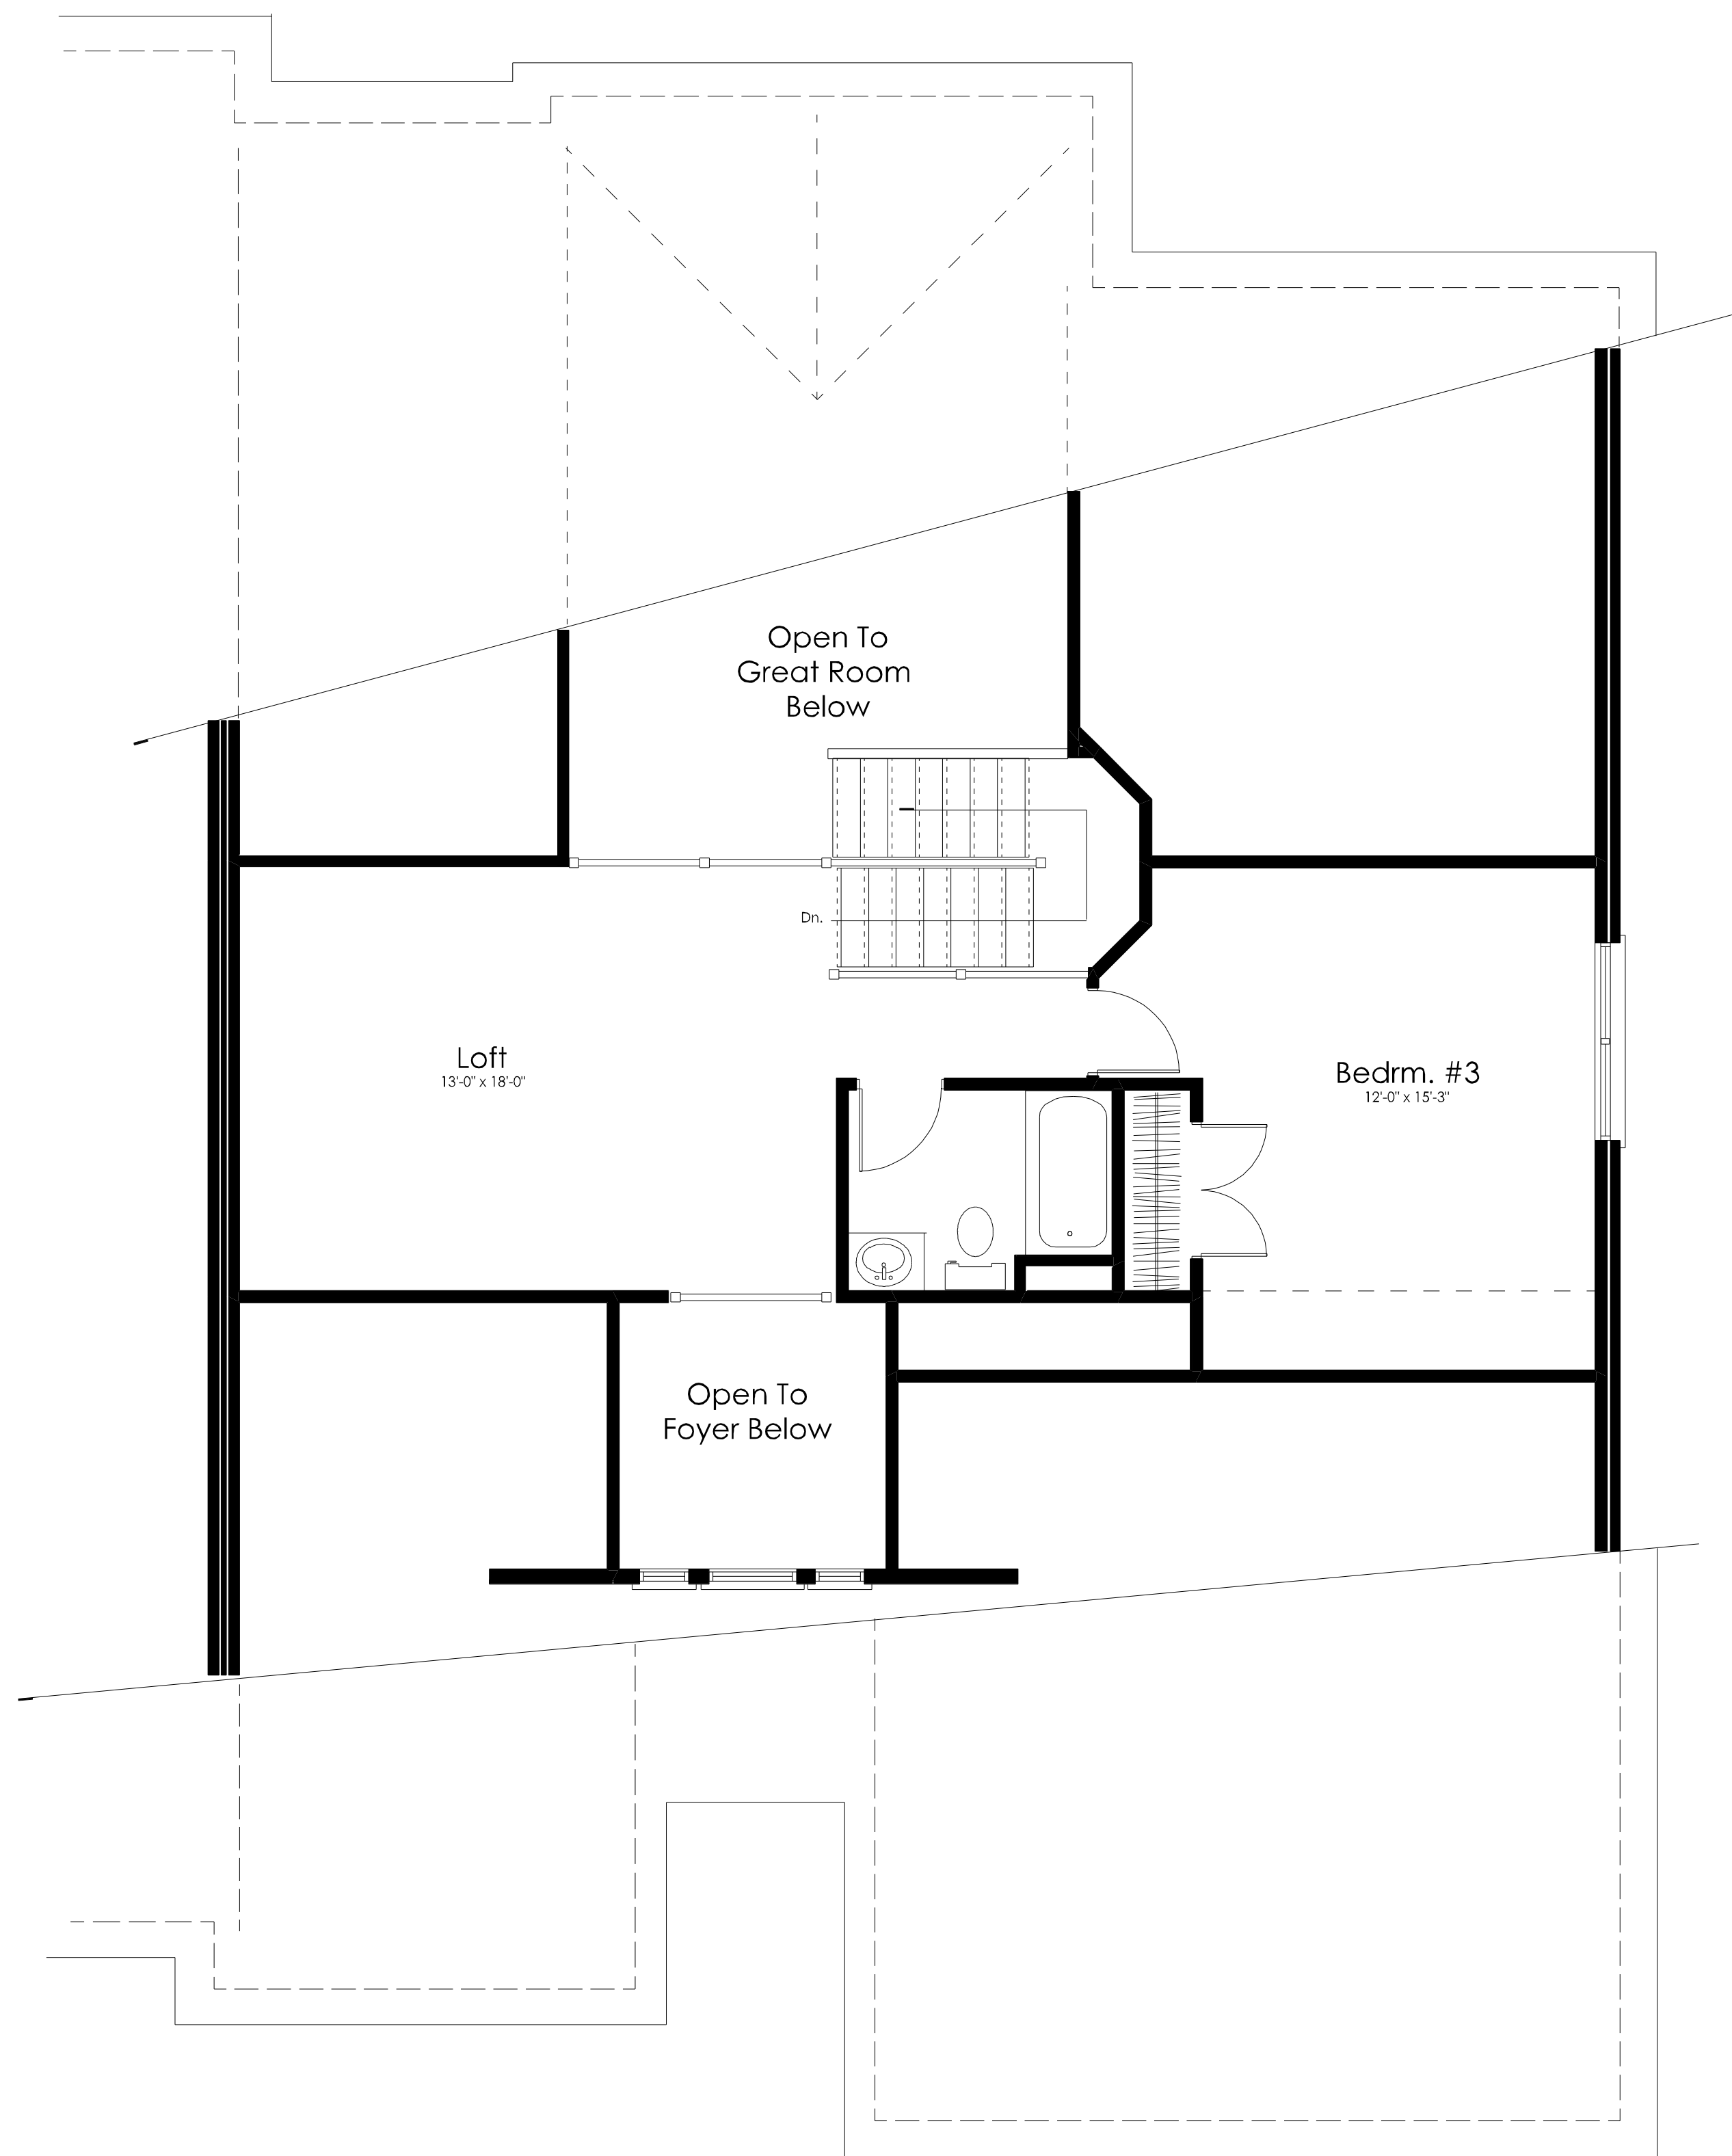 Open To
Great Room
Below
Dn.
Loft
13'-0" x 18'-0"
Bedrm. #3
12'-0" x 15'-3"
Open To
Foyer Below